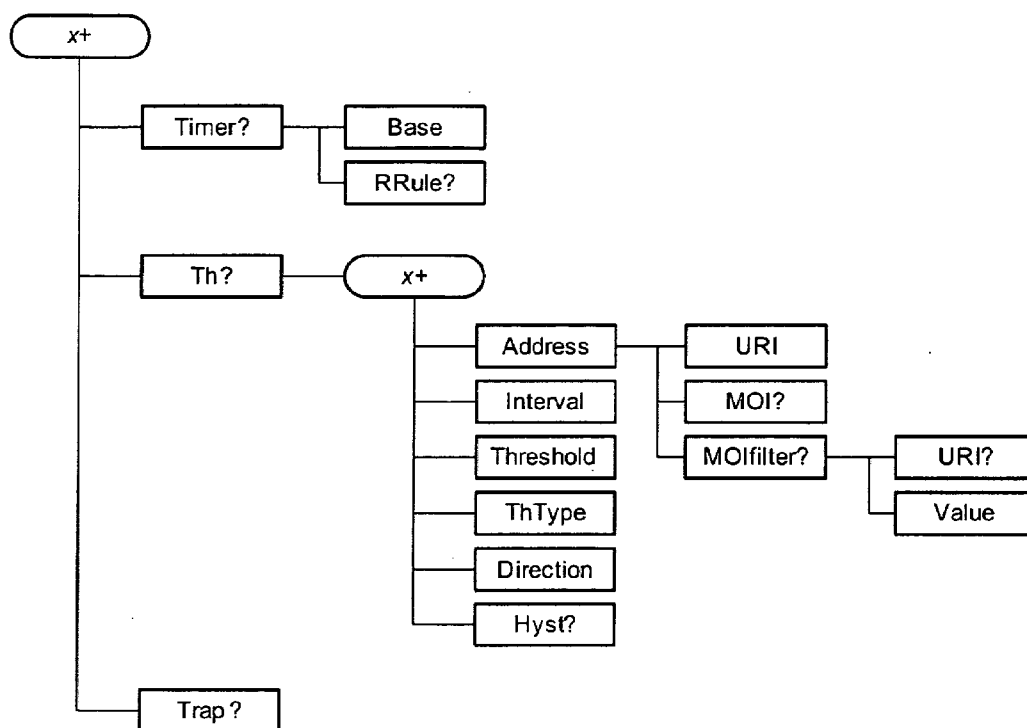 x+
Timer?
Base
RRule?
Th?
x+
Address
URI
Interval
MOI?
Threshold
MOIfilter?
URI?
ThType
Value
Direction
Hyst?
Trap?